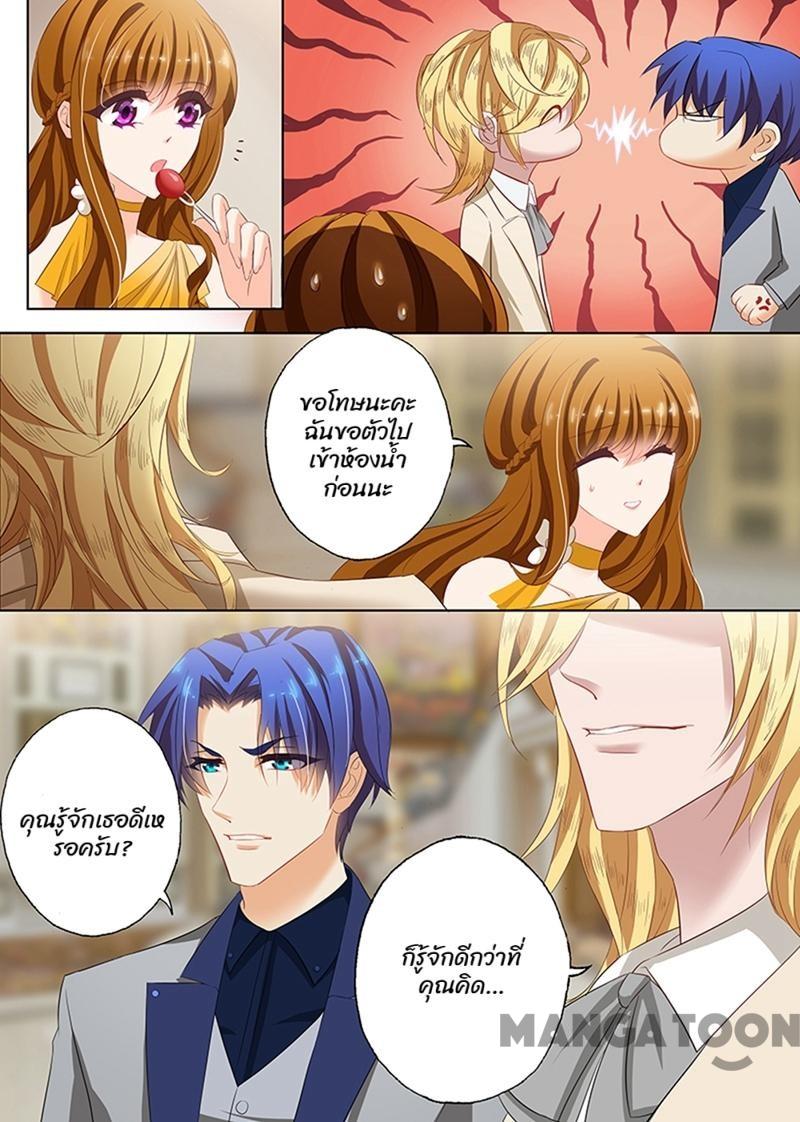 ขอโทษนะคะ
ฉันขอตัวไป
เข้าห้องน้ำ
ก่อนนะ
คุณรู้จักเธอดีเห
รอครับ?
ก็รู้จักดีกว่าที่
คุณคิด...
MANGATOON